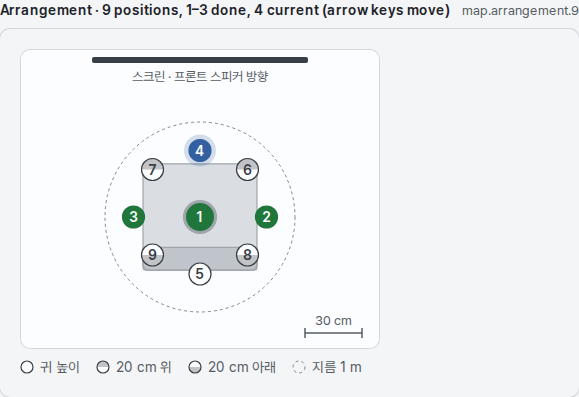 Arrangement · 9 positions, 1–3 done, 4 current (arrow keys move) map.arrangement.9
스크린 · 프론트 스피커 방향
4
7 6
3 1 2
9 8
5
30 cm
귀 높이 20 cm 위 20 cm 아래 지름 1 m